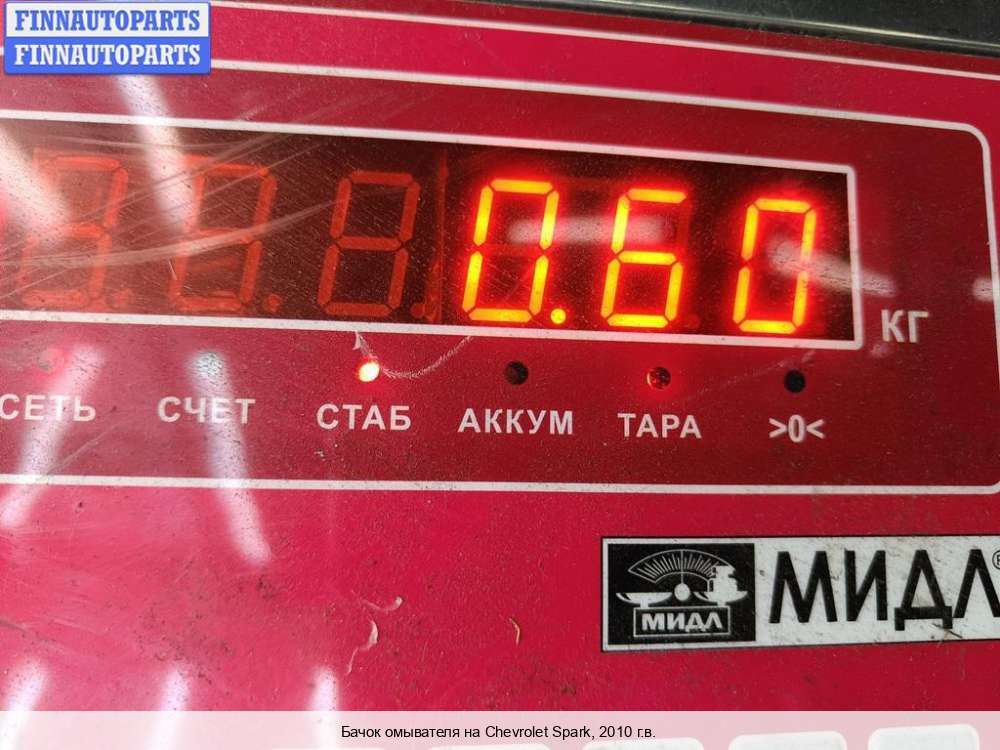 FINNAUTOPARTS
FINNAUTOPARTS
0.60
КГ
СЕТЬ СЧЕТ СТАБ АККУМ ТАРА >0<
МИДЛ МИДЛ
Бачок омывателя на Chevrolet Spark, 2010 г.в.